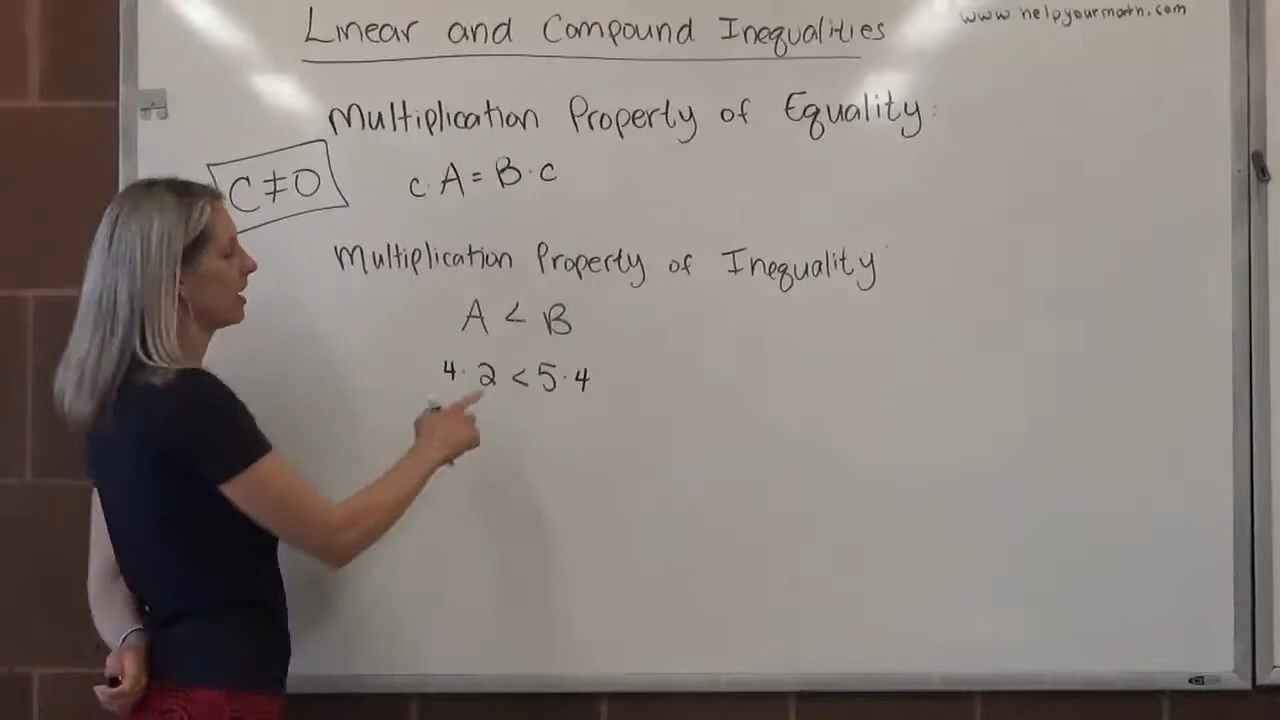 Linear and Compound Inequalities
www helpyourmath.com
Multiplication Property of Equality:
C≠0
c·A=B·c
Multiplication Property of Inequality
A < B
4·2<5·4